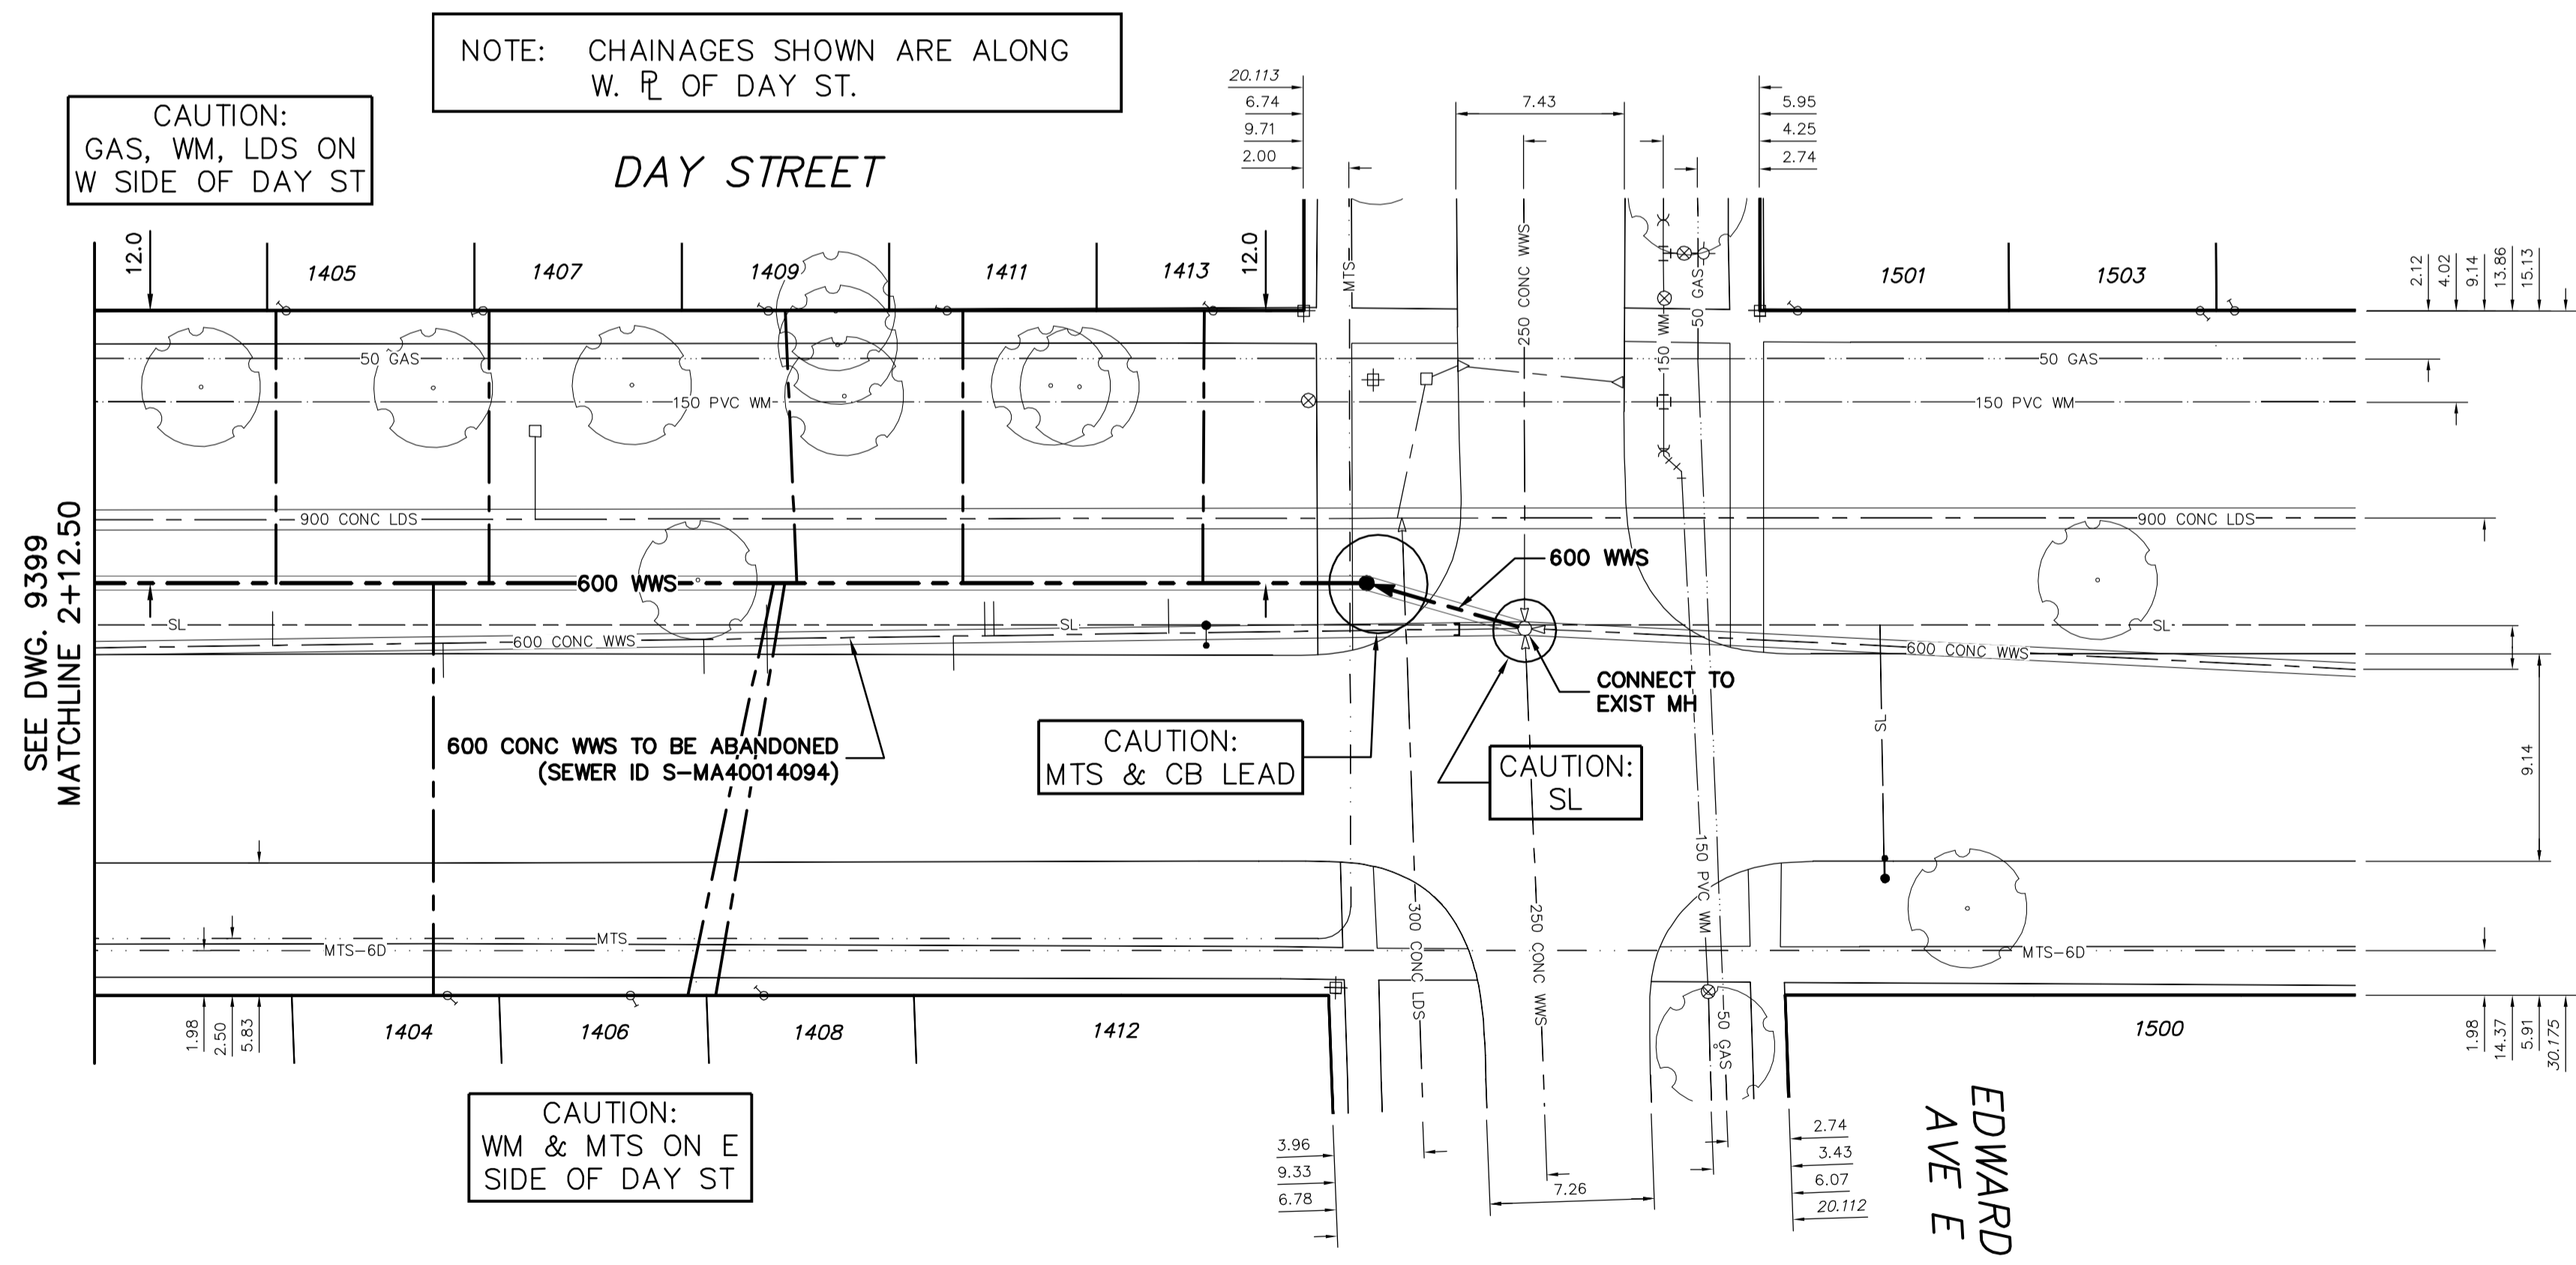 NOTE: CHAINAGES SHOWN ARE ALONG
W. ⅊ OF DAY ST.
CAUTION:
GAS, WM, LDS ON
W SIDE OF DAY ST
DAY STREET
20.113
6.74
9.71
2.00
7.43
5.95
4.25
2.74
12.0
1405
1407
1409
1411
1413
12.0
MTS
250 CONC WWS
150 WM
50 GAS
1501
1503
2.12
4.02
9.14
13.86
15.13
50 GAS
50 GAS
150 PVC WM
150 PVC WM
900 CONC LDS
900 CONC LDS
SEE DWG. 9399
MATCHLINE 2+12.50
600 WWS
600 WWS
SL
SL
SL
600 CONC WWS
600 CONC WWS
CONNECT TO
EXIST MH
600 CONC WWS TO BE ABANDONED
(SEWER ID S-MA40014094)
CAUTION:
MTS & CB LEAD
CAUTION:
SL
SL
9.14
150 PVC WM
300 CONC LDS
250 CONC WWS
50 GAS
MTS
MTS-6D
MTS-6D
1.98
2.50
5.83
1404
1406
1408
1412
1500
1.98
14.37
5.91
30.175
CAUTION:
WM & MTS ON E
SIDE OF DAY ST
3.96
9.33
6.78
7.26
2.74
3.43
6.07
20.112
EDWARD
AVE E